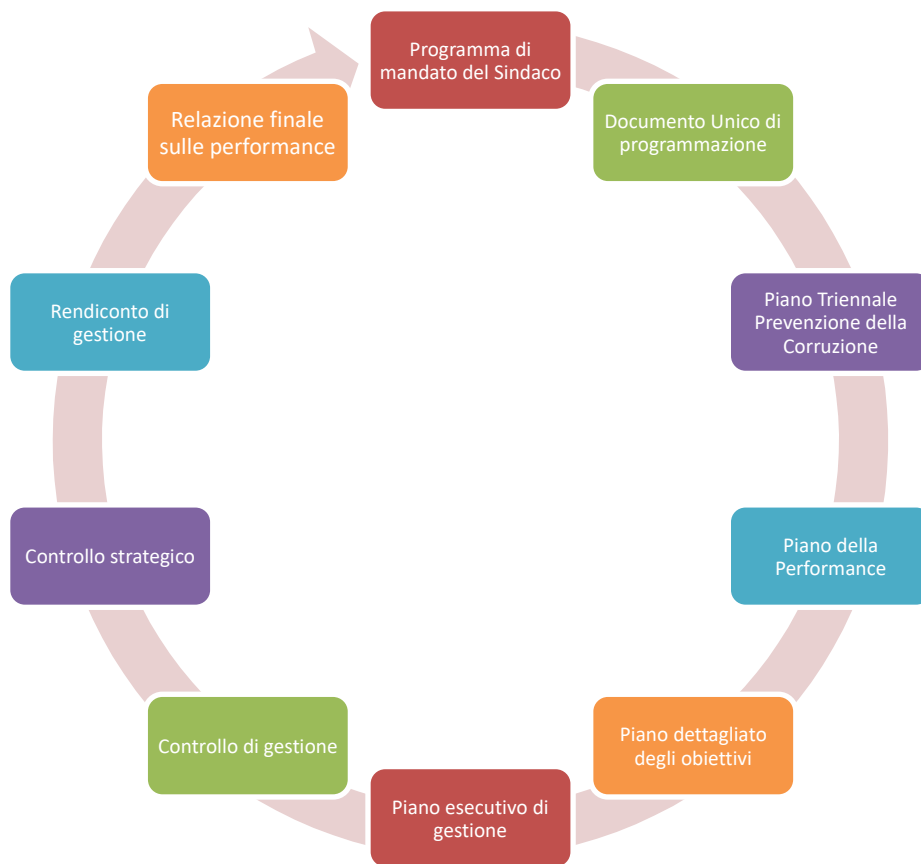 Programma di
mandato del Sindaco
Documento Unico di
programmazione
Piano Triennale
Prevenzione della
Corruzione
Piano della
Performance
Piano dettagliato
degli obiettivi
Piano esecutivo di
gestione
Controllo di gestione
Controllo strategico
Rendiconto di
gestione
Relazione finale
sulle performance